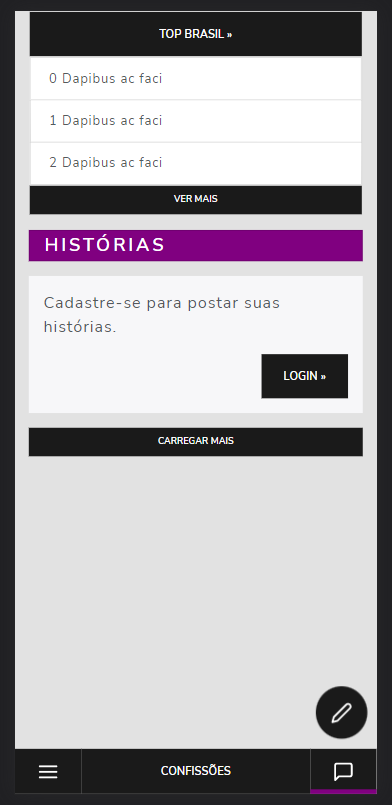 TOP BRASIL »
0 Dapibus ac faci
1 Dapibus ac faci
2 Dapibus ac faci
VER MAIS
HISTÓRIAS
Cadastre-se para postar suas
histórias.
LOGIN »
CARREGAR MAIS
CONFISSÕES